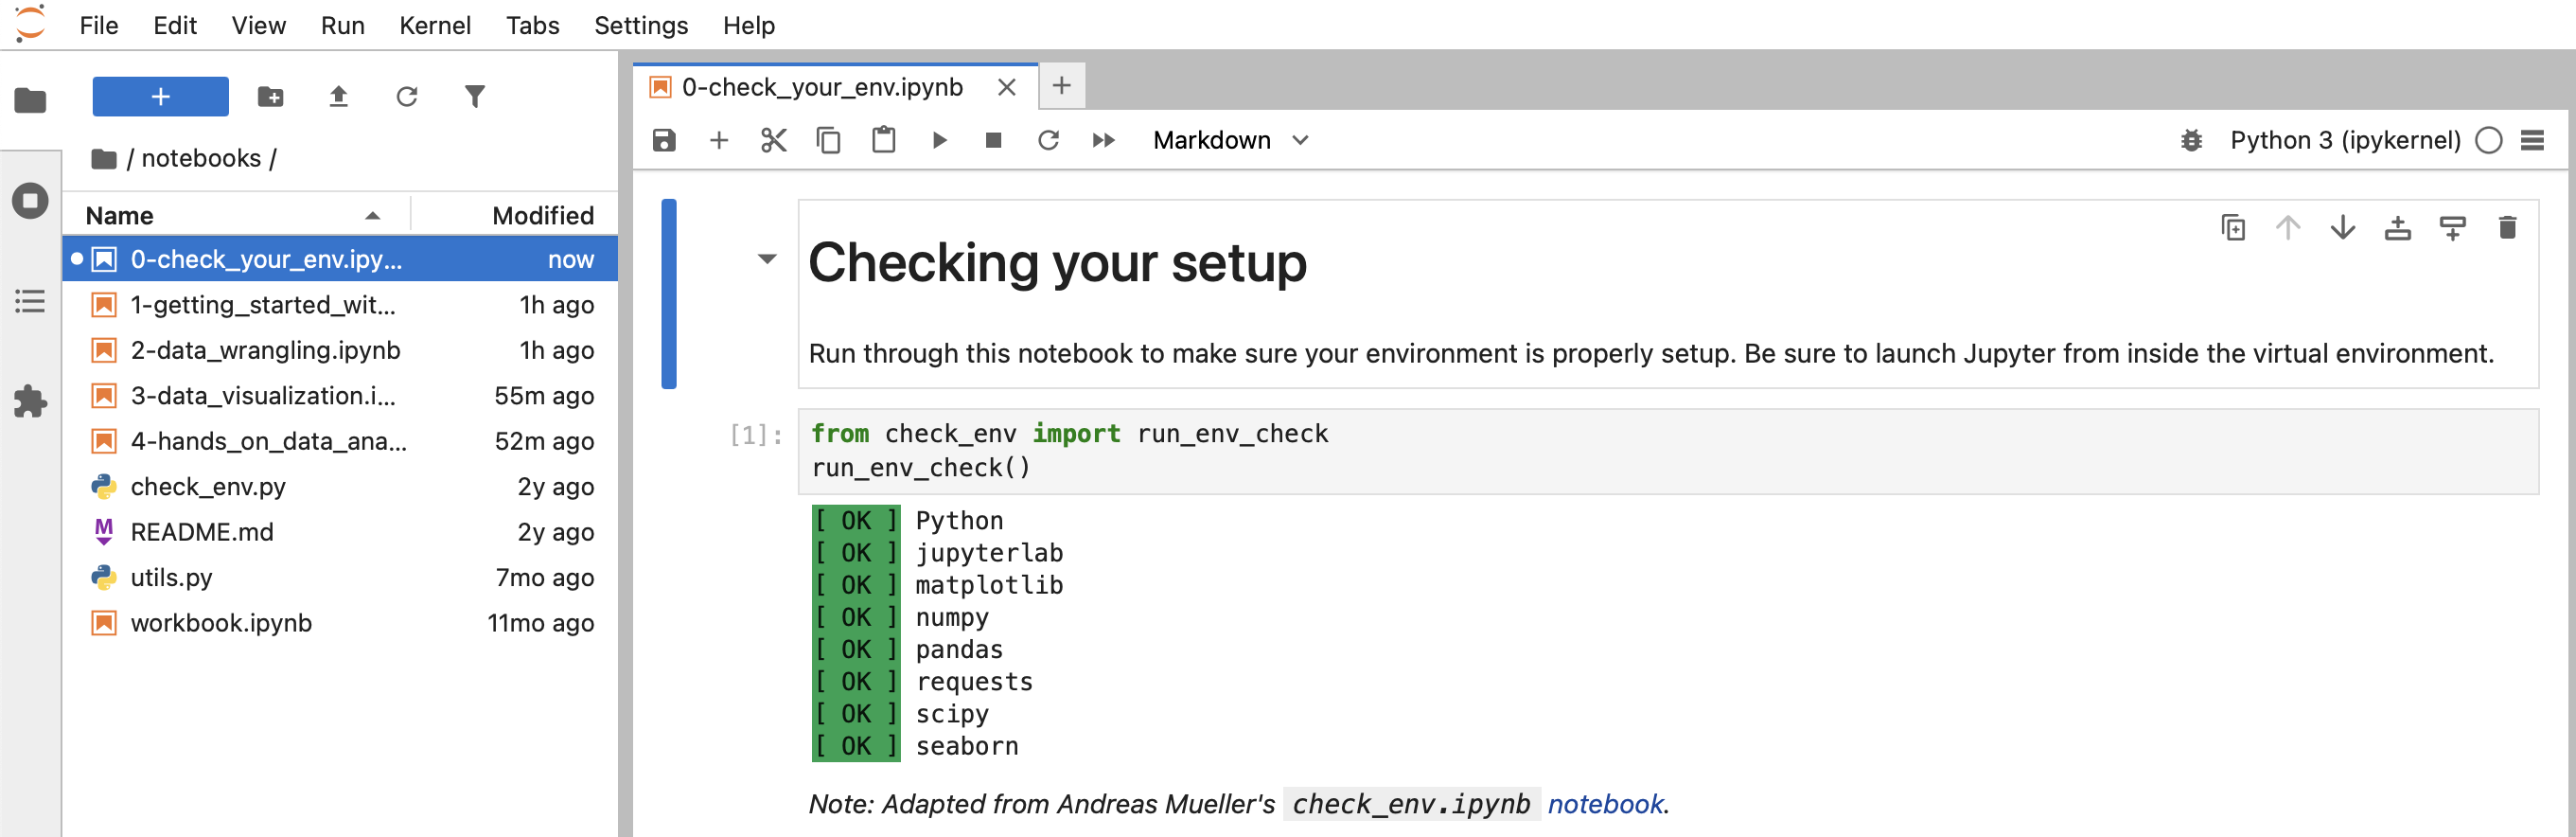 File Edit View Run Kernel Tabs Settings Help
/ notebooks /
Name Modified
0-check_your_env.ipy... now
1-getting_started_wit... 1h ago
2-data_wrangling.ipynb 1h ago
3-data_visualization.i... 55m ago
4-hands_on_data_ana... 52m ago
check_env.py 2y ago
README.md 2y ago
utils.py 7mo ago
workbook.ipynb 11mo ago
0-check_your_env.ipynb
Markdown Python 3 (ipykernel)
Checking your setup
Run through this notebook to make sure your environment is properly setup. Be sure to launch Jupyter from inside the virtual environment.
[1]: from check_env import run_env_check
run_env_check()
[ OK ] Python
[ OK ] jupyterlab
[ OK ] matplotlib
[ OK ] numpy
[ OK ] pandas
[ OK ] requests
[ OK ] scipy
[ OK ] seaborn
Note: Adapted from Andreas Mueller's check_env.ipynb notebook.